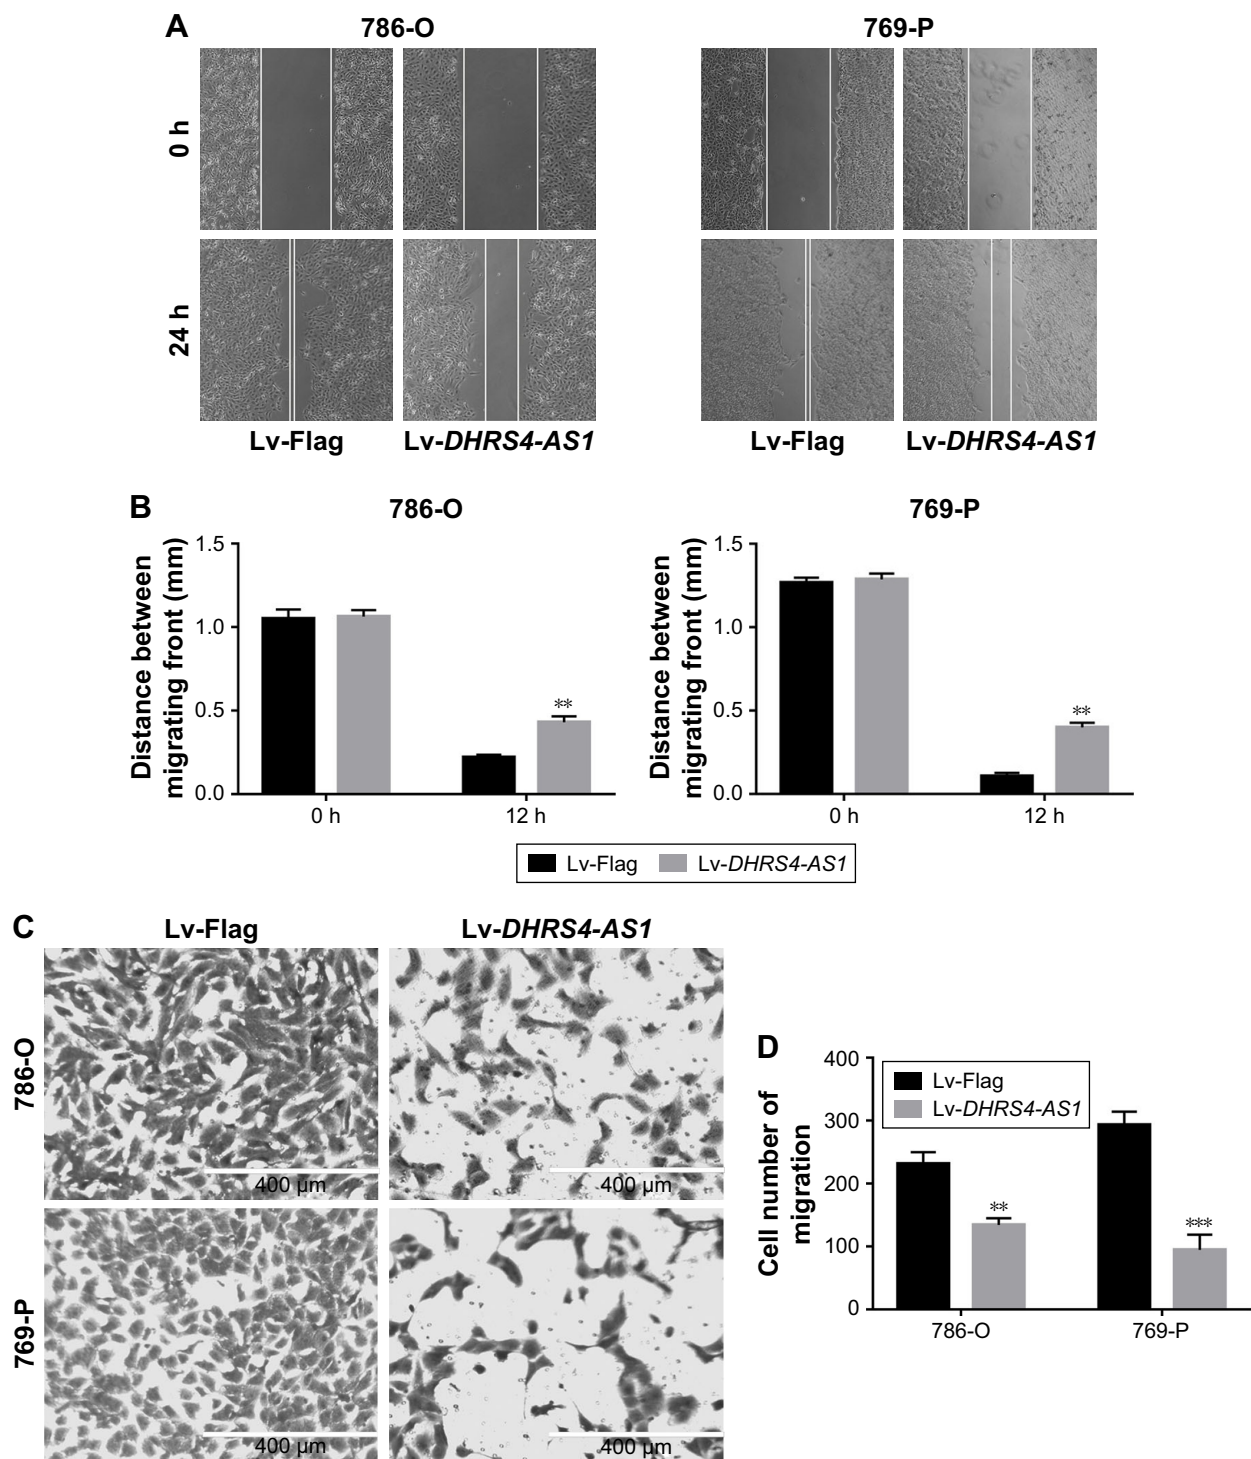 A
786-O
769-P
0 h
24 h
Lv-Flag
Lv-DHRS4-AS1
Lv-Flag
Lv-DHRS4-AS1
B
786-O
769-P
Distance between
migrating front (mm)
1.5
1.0
0.5
0.0
**
0 h
12 h
Distance between
migrating front (mm)
1.5
1.0
0.5
0.0
**
0 h
12 h
Lv-Flag
Lv-DHRS4-AS1
C
Lv-Flag
Lv-DHRS4-AS1
786-O
400 µm
400 µm
769-P
400 µm
400 µm
D
Cell number of
migration
400
300
200
100
0
Lv-Flag
Lv-DHRS4-AS1
**
***
786-O
769-P